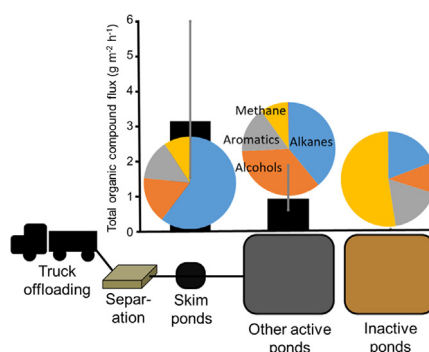 Total organic compound flux (g m⁻² h⁻¹)
6
5
4
3
2
1
0
Methane
Aromatics
Alkanes
Alcohols
Truck
offloading
Separ-
ation
Skim
ponds
Other active
ponds
Inactive
ponds